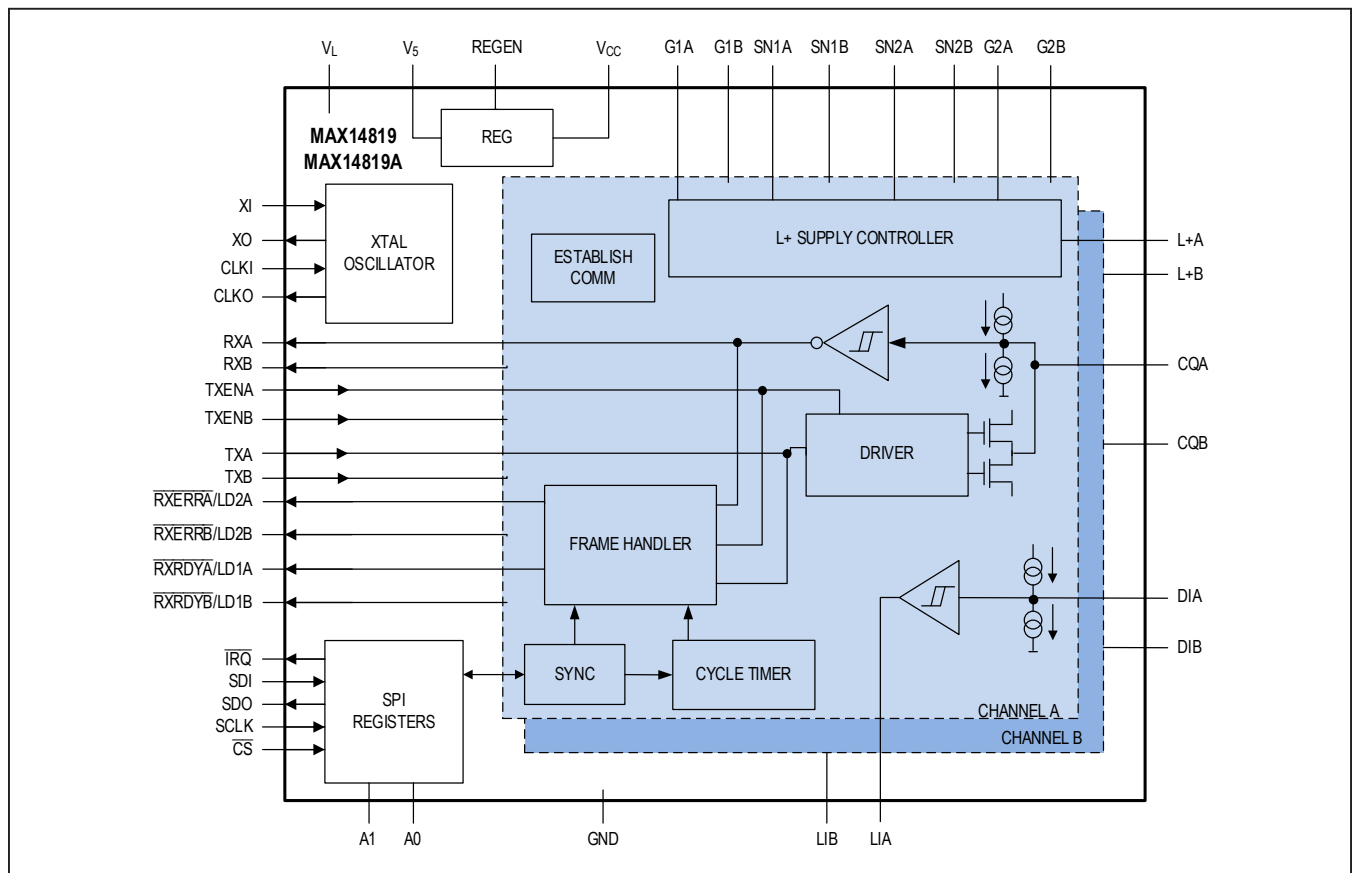 VL V5 REGEN VCC G1A G1B SN1A SN1B SN2A SN2B G2A G2B
MAX14819
MAX14819A
REG
XI
XO
CLKI
CLKO
XTAL
OSCILLATOR
ESTABLISH
COMM
L+ SUPPLY CONTROLLER
L+A
L+B
RXA
RXB
TXENA
TXENB
TXA
TXB
RXERRA/LD2A
RXERRB/LD2B
RXRDYA/LD1A
RXRDYB/LD1B
CQA
CQB
DRIVER
FRAME HANDLER
DIA
DIB
IRQ
SDI
SDO
SCLK
CS
SPI
REGISTERS
SYNC
CYCLE TIMER
CHANNEL A
CHANNEL B
A1 A0 GND LIB LIA